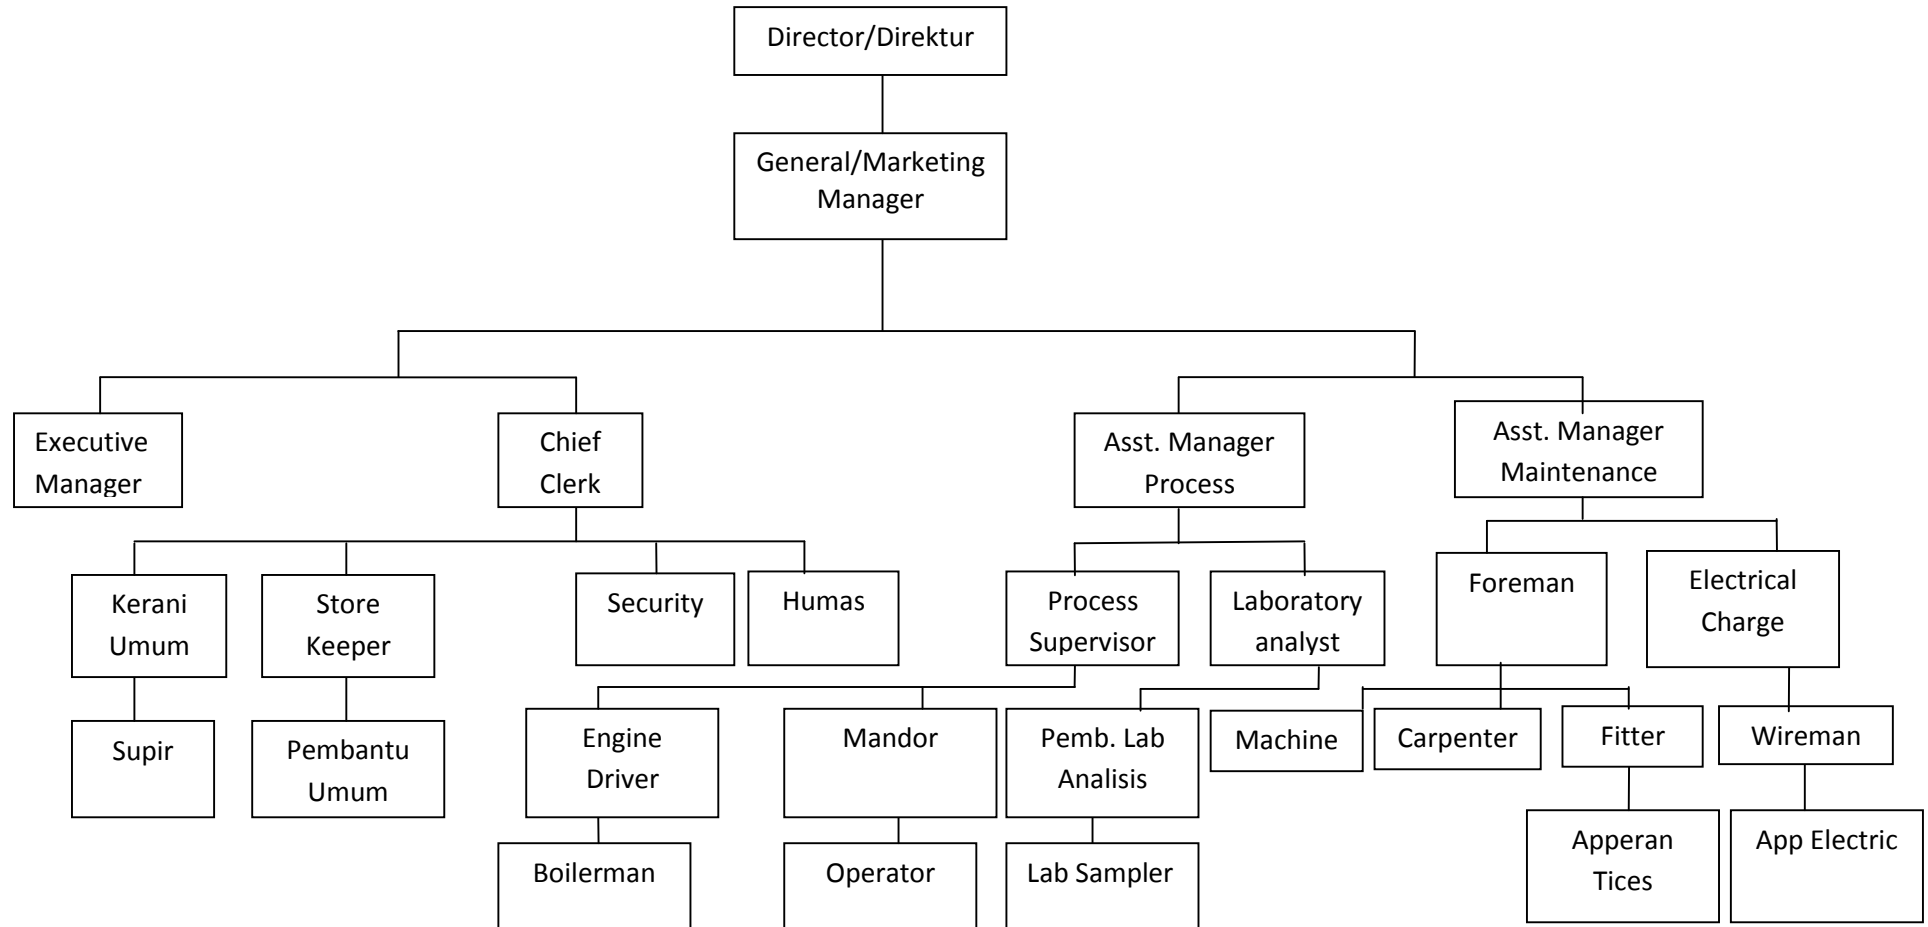 Director/Direktur
General/Marketing
Manager
Executive
Manager
Chief
Clerk
Asst. Manager
Process
Asst. Manager
Maintenance
Kerani
Umum
Store
Keeper
Security
Humas
Process
Supervisor
Laboratory
analyst
Foreman
Electrical
Charge
Supir
Pembantu
Umum
Engine
Driver
Mandor
Pemb. Lab
Analisis
Machine
Carpenter
Fitter
Wireman
Boilerman
Operator
Lab Sampler
Apperan
Tices
App Electric